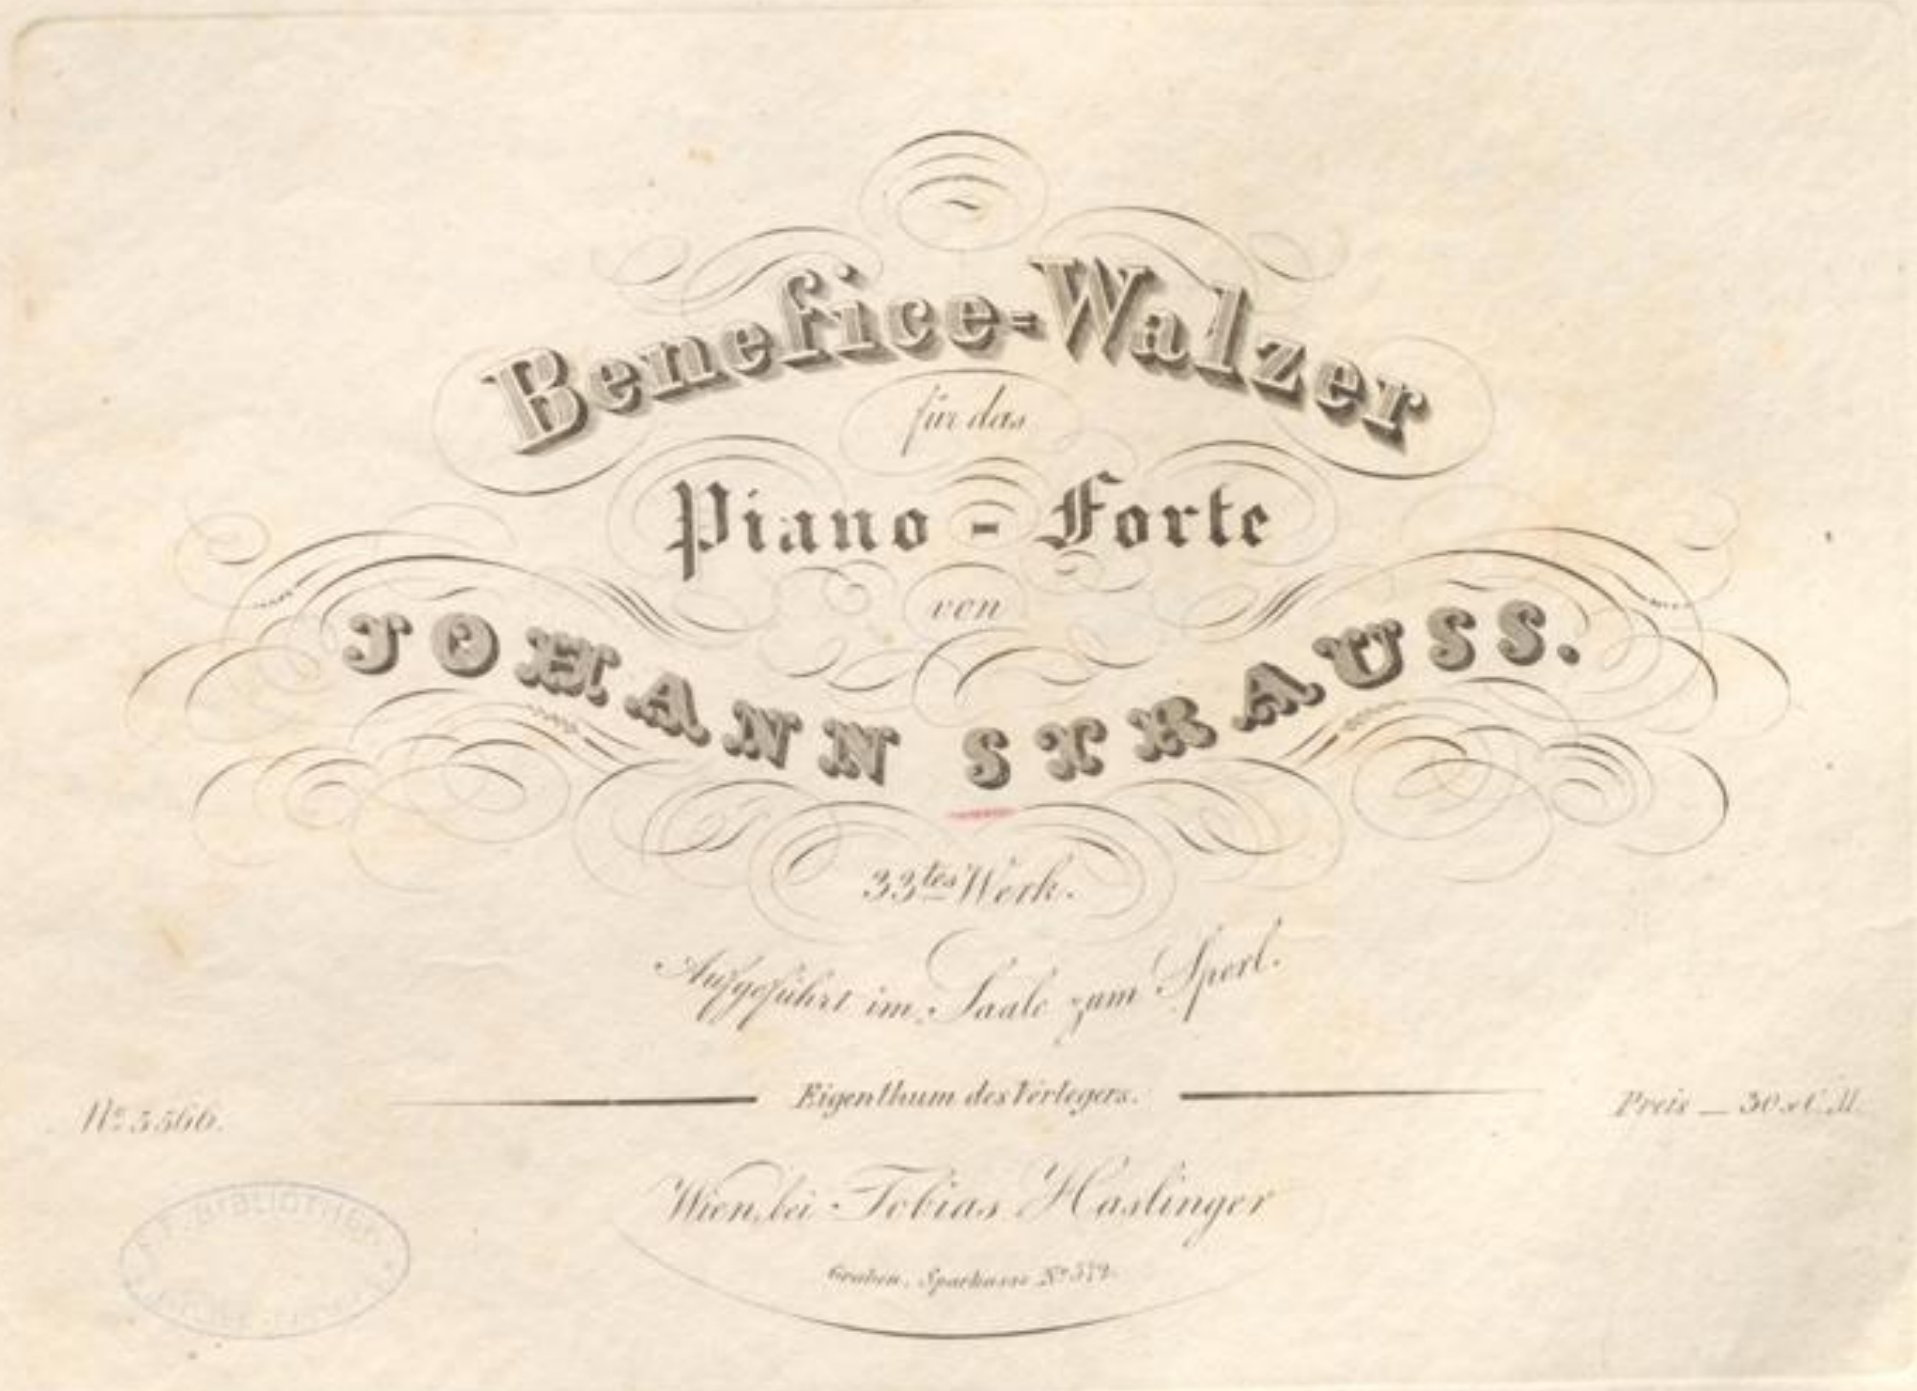 Benefice=Walzer
für das
Piano - Forte
von
JOHANN STRAUSS.
33tes Werk.
Aufgeführt im Saale zum Sperl.
Eigenthum des Verlegers.
No 5566.
Preis _ 30 x C.M.
Wien, bei Tobias Haslinger
Graben, Sparkasse No 572.
BIBLIOTHEK